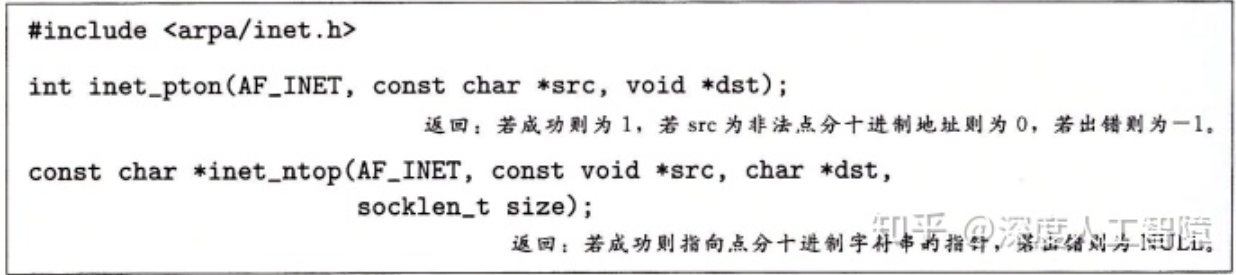 #include <arpa/inet.h>
int inet_pton(AF_INET, const char *src, void *dst);
返回：若成功则为 1，若 src 为非法点分十进制地址则为 0，若出错则为－1。
const char *inet_ntop(AF_INET, const void *src, char *dst,
socklen_t size);
返回：若成功则指向点分十进制字符串的指针，若出错则为 NULL。
知乎 @深度人工智障